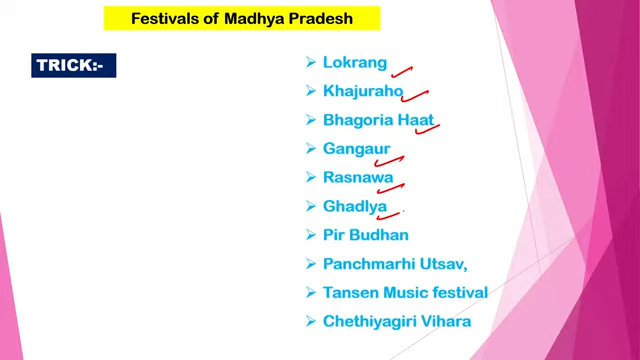 Festivals of Madhya Pradesh
TRICK:-
Lokrang
Khajuraho
Bhagoria Haat
Gangaur
Rasnawa
Ghadlya
Pir Budhan
Panchmarhi Utsav,
Tansen Music festival
Chethiyagiri Vihara